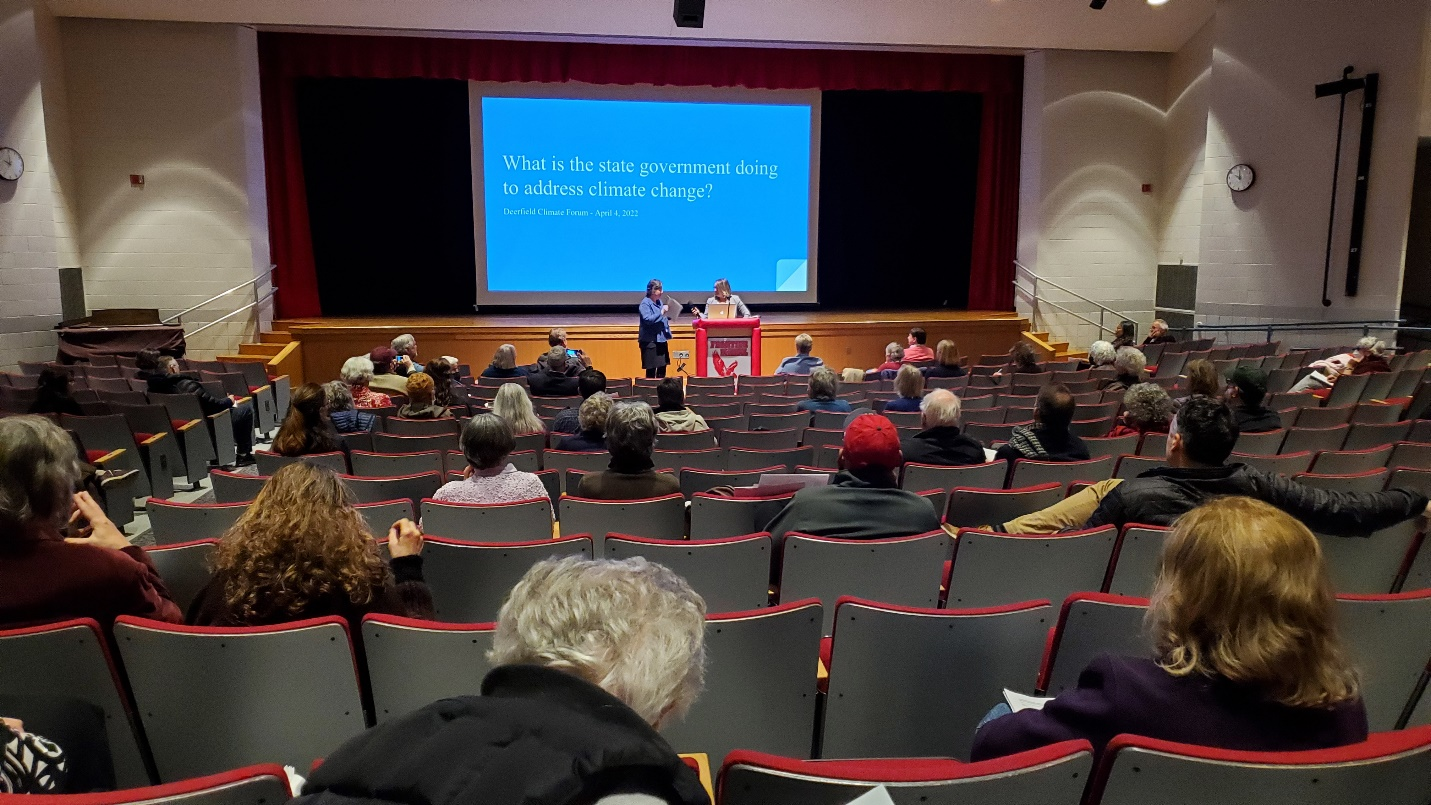 What is the state government doing
to address climate change?
Deerfield Climate Forum - April 4, 2022